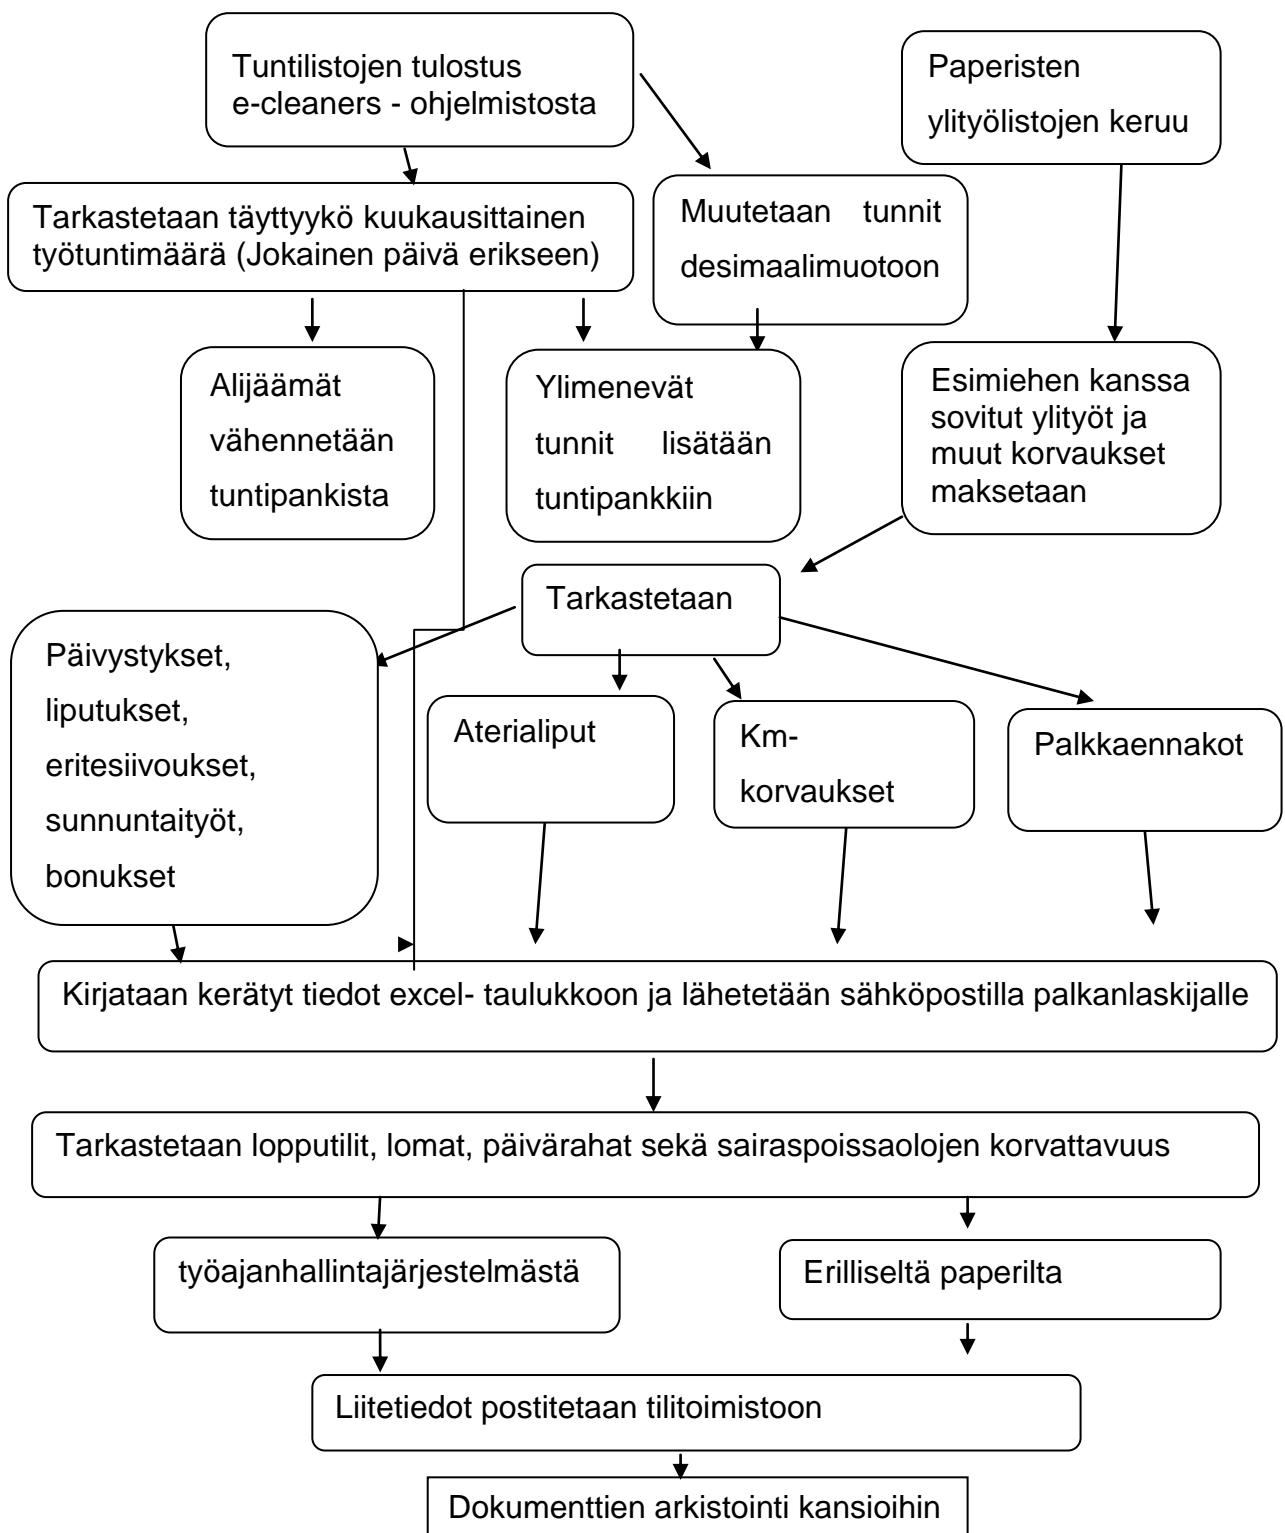 Tuntilistojen tulostus
e-cleaners - ohjelmistosta
Paperisten
ylityölistojen keruu
Tarkastetaan täyttyykö kuukausittainen
työtuntimäärä (Jokainen päivä erikseen)
Muutetaan tunnit
desimaalimuotoon
Alijäämät
vähennetään
tuntipankista
Ylimenevät
tunnit lisätään
tuntipankkiin
Esimiehen kanssa
sovitut ylityöt ja
muut korvaukset
maksetaan
Tarkastetaan
Päivystykset,
liputukset,
eritesiivoukset,
sunnuntaityöt,
bonukset
Aterialiput
Km-
korvaukset
Palkkaennakot
Kirjataan kerätyt tiedot excel- taulukkoon ja lähetetään sähköpostilla palkanlaskijalle
Tarkastetaan lopputilit, lomat, päivärahat sekä sairaspoissaolojen korvattavuus
työajanhallintajärjestelmästä
Erilliseltä paperilta
Liitetiedot postitetaan tilitoimistoon
Dokumenttien arkistointi kansioihin